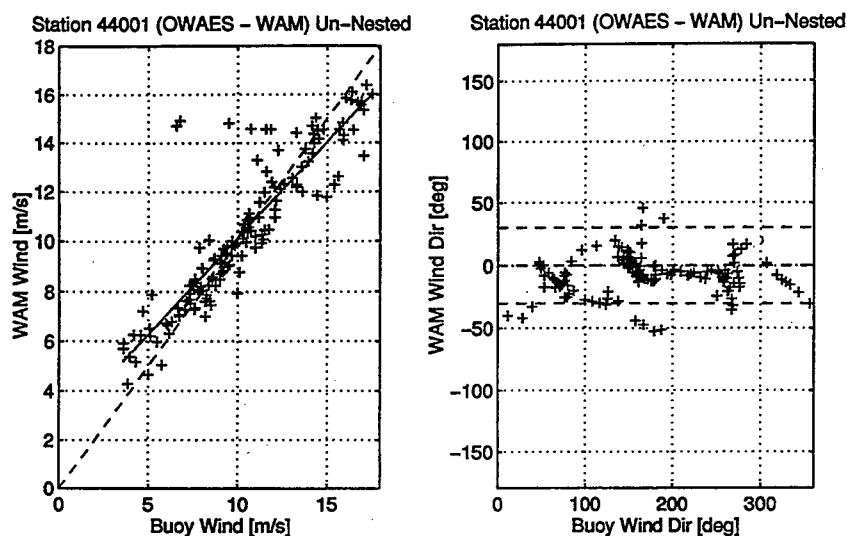 Station 44001 (OWAES - WAM) Un-Nested
18
16
14
12
10
8
6
4
2
0
WAM Wind [m/s]
0 5 10 15
Buoy Wind [m/s]
Station 44001 (OWAES - WAM) Un-Nested
150
100
50
0
-50
-100
-150
WAM Wind Dir [deg]
0 100 200 300
Buoy Wind Dir [deg]